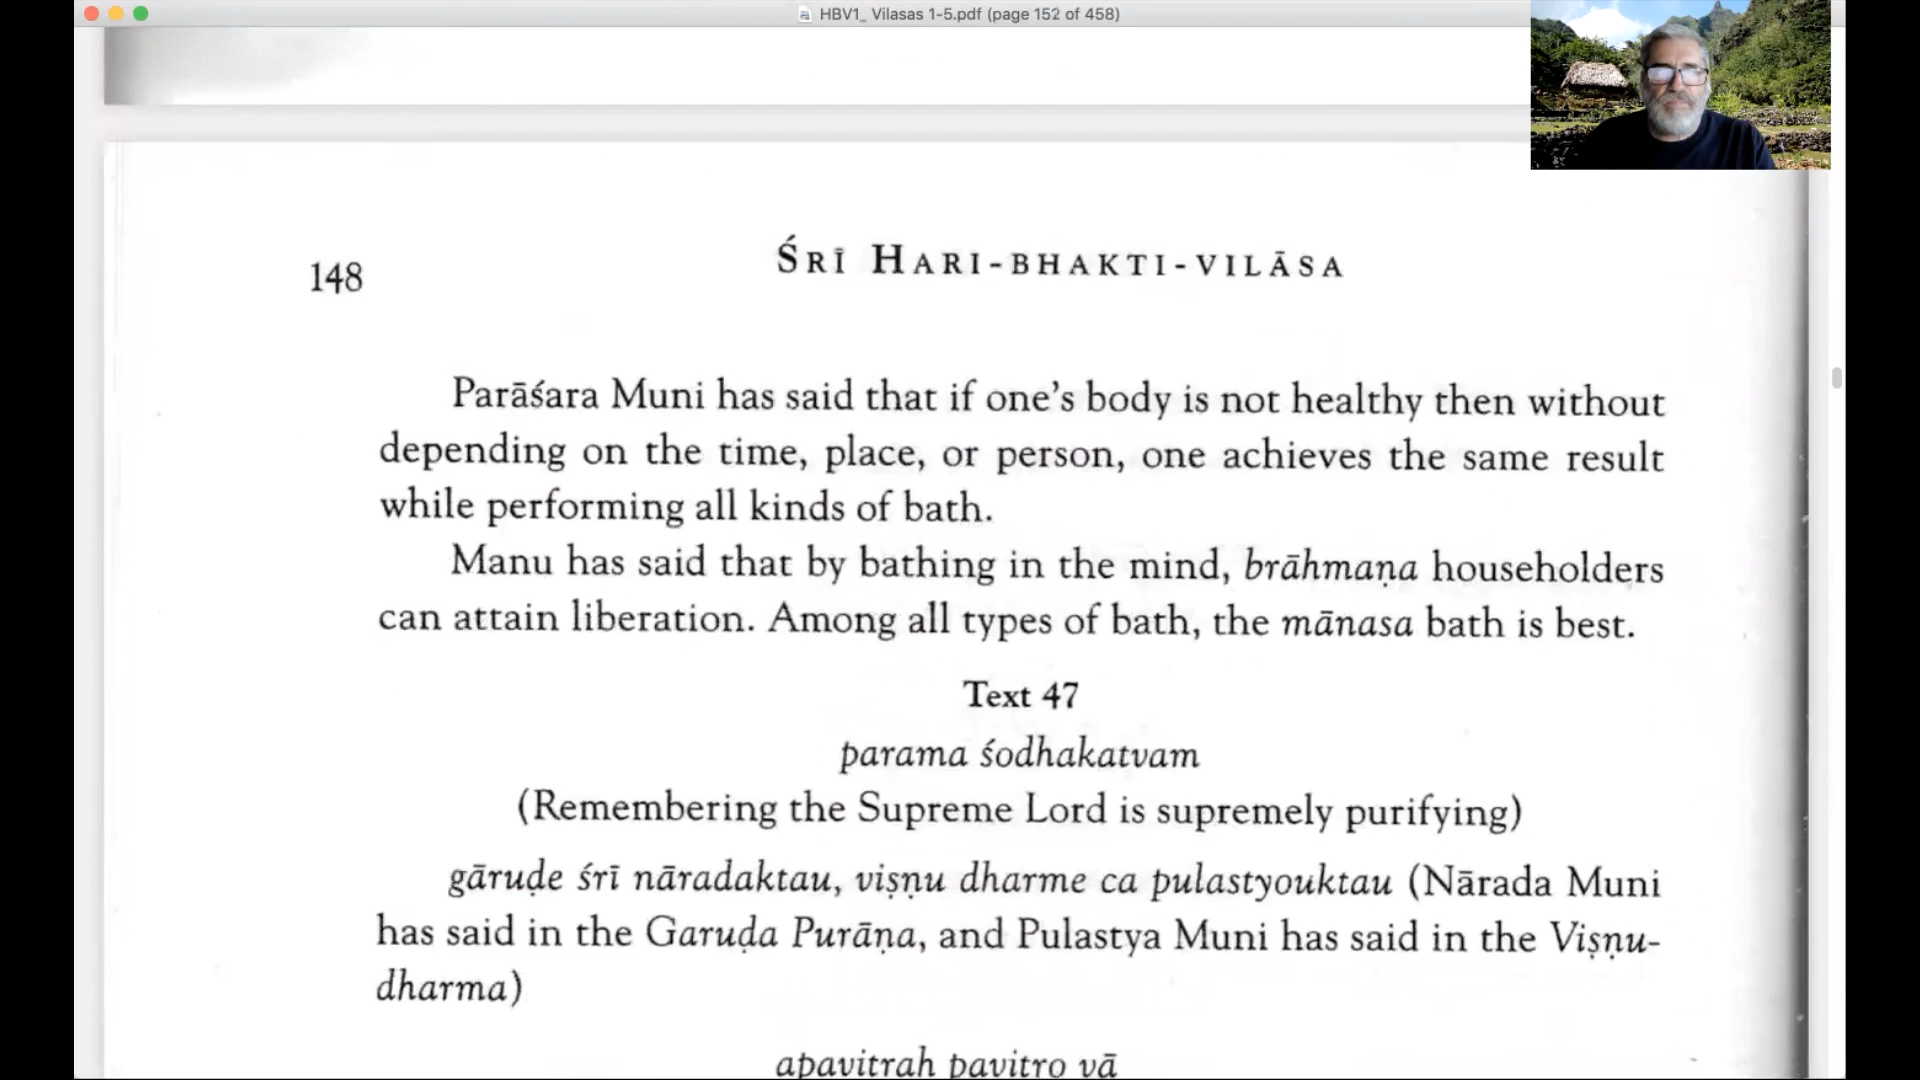 HBV1_ Vilasas 1-5.pdf (page 152 of 458)
148
ŚRĪ HARI-BHAKTI-VILĀSA
Parāśara Muni has said that if one's body is not healthy then without
depending on the time, place, or person, one achieves the same result
while performing all kinds of bath.
Manu has said that by bathing in the mind, brāhmaṇa householders
can attain liberation. Among all types of bath, the mānasa bath is best.
Text 47
parama śodhakatvam
(Remembering the Supreme Lord is supremely purifying)
gāruḍe śrī nāradaktau, viṣṇu dharme ca pulastyouktau (Nārada Muni
has said in the Garuḍa Purāṇa, and Pulastya Muni has said in the Viṣṇu-
dharma)
apavitrah pavitro vā